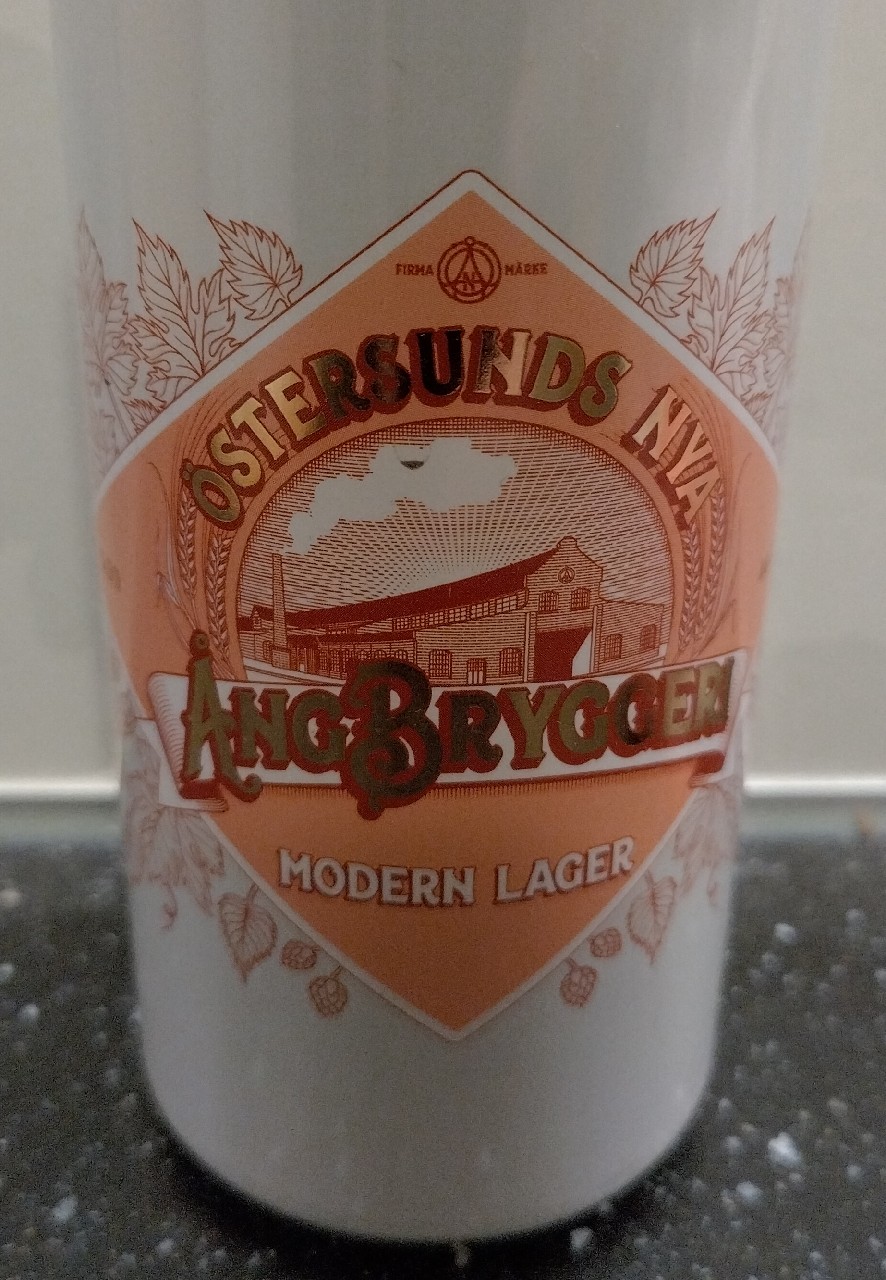 FIRMA MÄRKE
ÖSTERSUNDS NYA
ÅNGBRYGGERI
MODERN LAGER